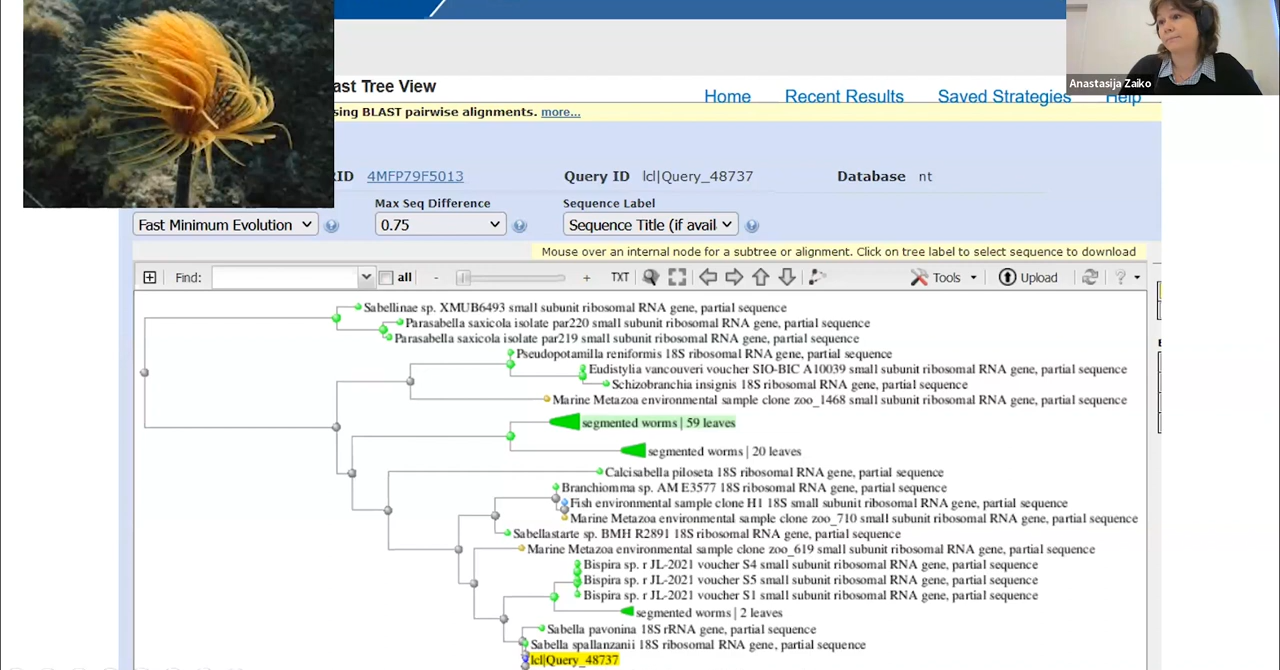 Anastasija Zaiko
ast Tree View
Home Recent Results Saved Strategies Help
sing BLAST pairwise alignments. more...
ID 4MFP79F5013 Query ID lcl|Query_48737 Database nt
Max Seq Difference Sequence Label
Fast Minimum Evolution 0.75 Sequence Title (if avail
Mouse over an internal node for a subtree or alignment. Click on tree label to select sequence to download
Find: all - + TXT Tools Upload ?
Sabellinae sp. XMUB6493 small subunit ribosomal RNA gene, partial sequence
Parasabella saxicola isolate par220 small subunit ribosomal RNA gene, partial sequence
Parasabella saxicola isolate par219 small subunit ribosomal RNA gene, partial sequence
Pseudopotamilla reniformis 18S ribosomal RNA gene, partial sequence
Eudistylia vancouveri voucher SIO-BIC A10039 small subunit ribosomal RNA gene, partial sequence
Schizobranchia insignis 18S ribosomal RNA gene, partial sequence
Marine Metazoa environmental sample clone zoo_1468 small subunit ribosomal RNA gene, partial sequence
segmented worms | 59 leaves
segmented worms | 20 leaves
Calcisabella piloseta 18S ribosomal RNA gene, partial sequence
Branchiomma sp. AM E3577 18S ribosomal RNA gene, partial sequence
Fish environmental sample clone H1 18S small subunit ribosomal RNA gene, partial sequence
Marine Metazoa environmental sample clone zoo_710 small subunit ribosomal RNA gene, partial sequence
Sabellastarte sp. BMH R2891 18S ribosomal RNA gene, partial sequence
Marine Metazoa environmental sample clone zoo_619 small subunit ribosomal RNA gene, partial sequence
Bispira sp. r JL-2021 voucher S4 small subunit ribosomal RNA gene, partial sequence
Bispira sp. r JL-2021 voucher S5 small subunit ribosomal RNA gene, partial sequence
Bispira sp. r JL-2021 voucher S1 small subunit ribosomal RNA gene, partial sequence
segmented worms | 2 leaves
Sabella pavonina 18S rRNA gene, partial sequence
Sabella spallanzanii 18S ribosomal RNA gene, partial sequence
lcl|Query_48737